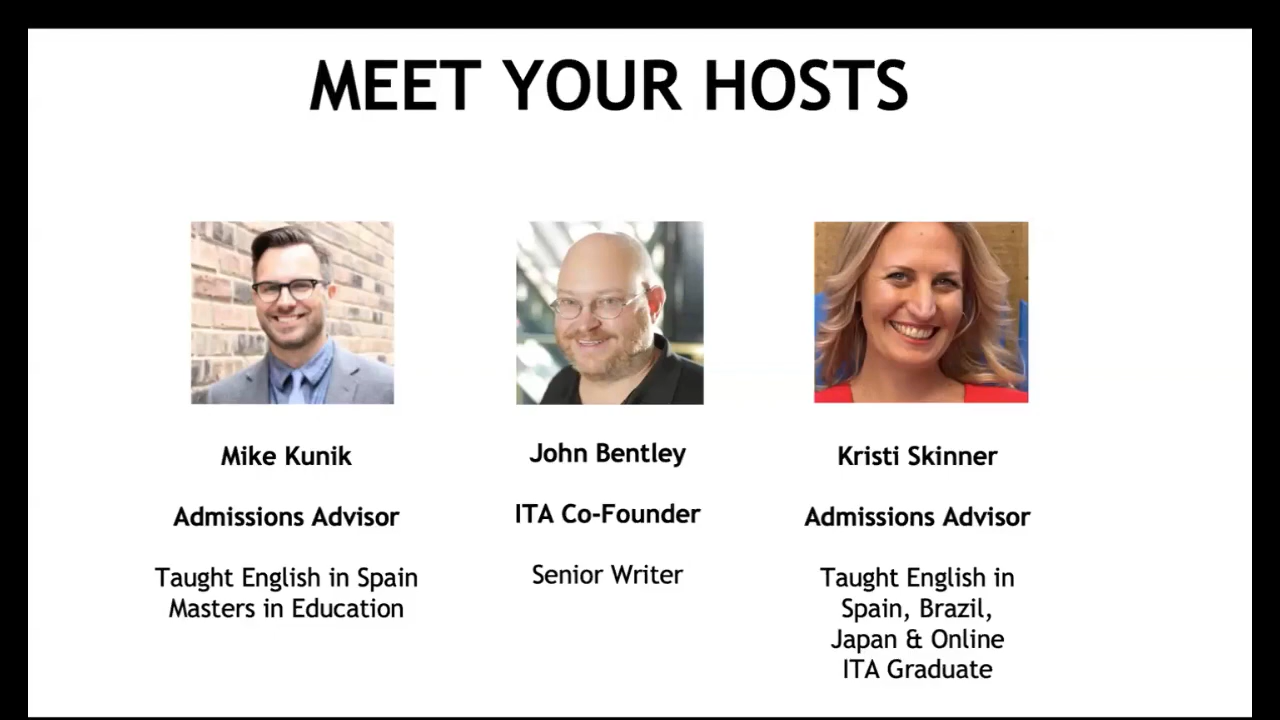 MEET YOUR HOSTS
Mike Kunik
Admissions Advisor
Taught English in Spain
Masters in Education
John Bentley
ITA Co-Founder
Senior Writer
Kristi Skinner
Admissions Advisor
Taught English in
Spain, Brazil,
Japan & Online
ITA Graduate